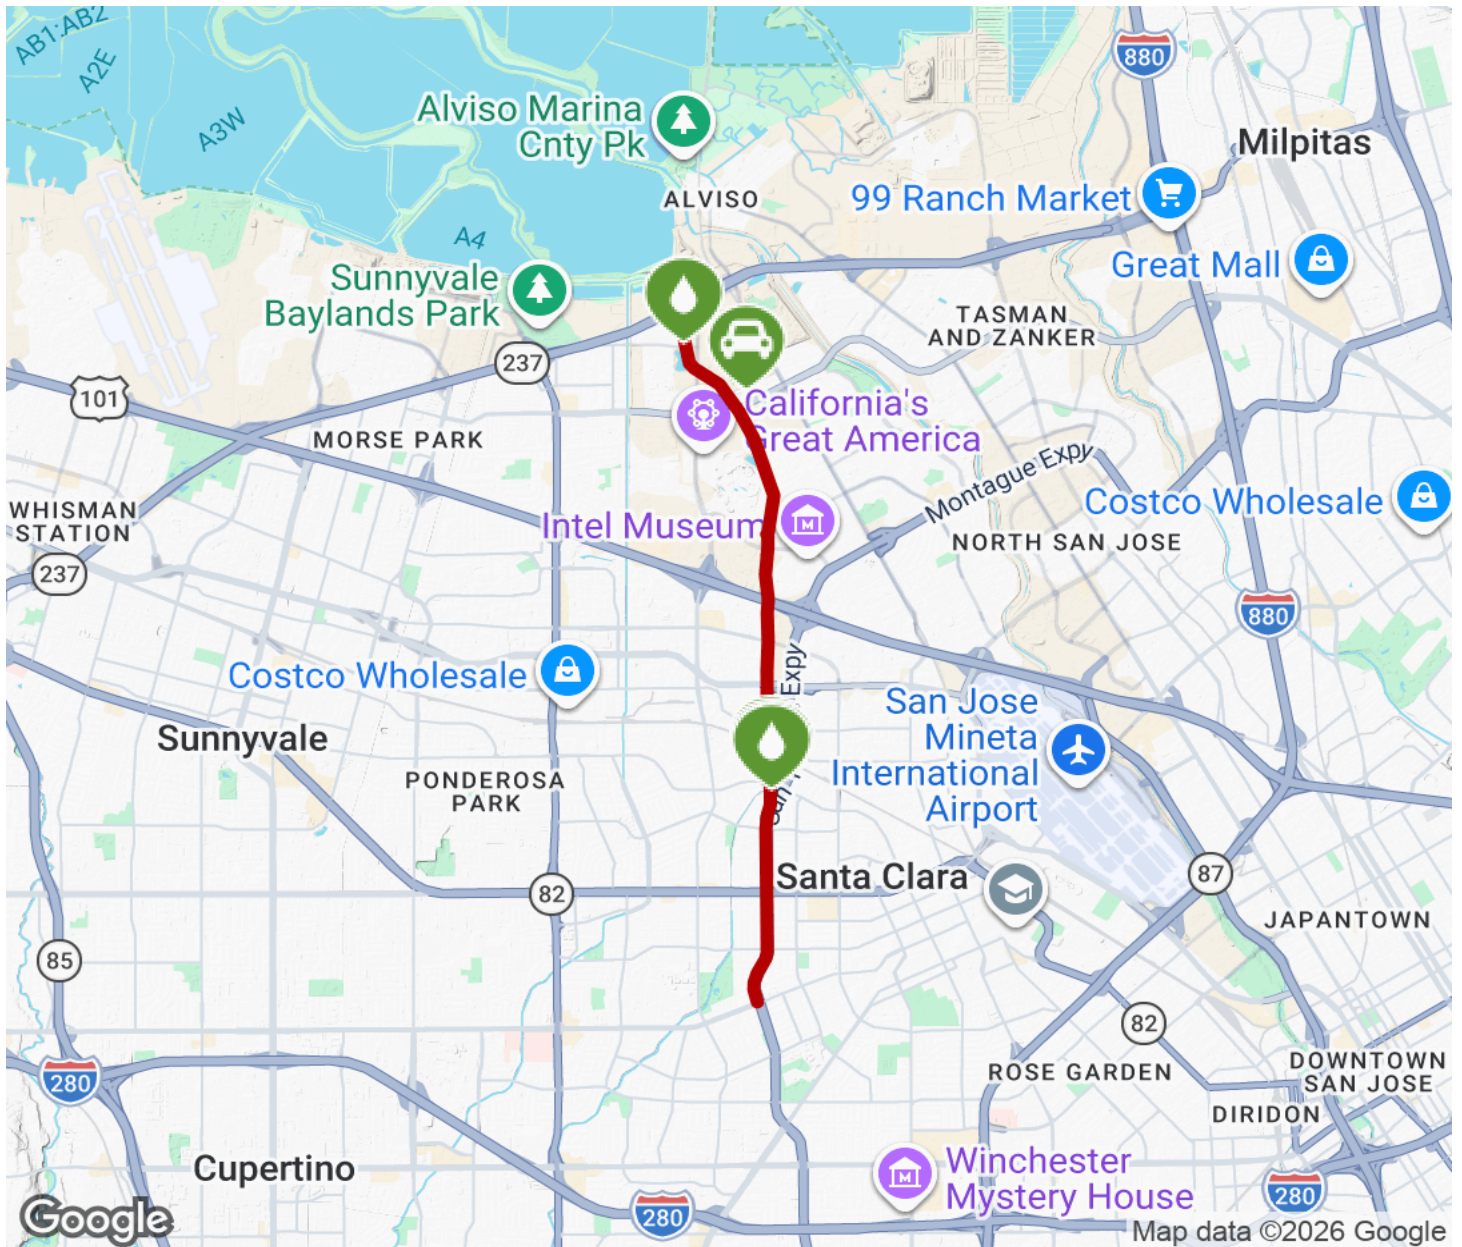 AB1:AB2
A2E
A3W
A4
880
Alviso Marina
Cnty Pk
Milpitas
ALVISO
99 Ranch Market
Great Mall
Sunnyvale
Baylands Park
TASMAN
AND ZANKER
237
101
MORSE PARK
California's
Great America
Montague Expy
WHISMAN
STATION
Costco Wholesale
Intel Museum
NORTH SAN JOSE
237
880
Costco Wholesale
Expy
San Jose
Mineta
International
Airport
Sunnyvale
PONDEROSA
PARK
San
Santa Clara
82
87
JAPANTOWN
85
82
280
ROSE GARDEN
DOWNTOWN
SAN JOSE
DIRIDON
Cupertino
Winchester
Mystery House
280
280
Google
Map data ©2026 Google